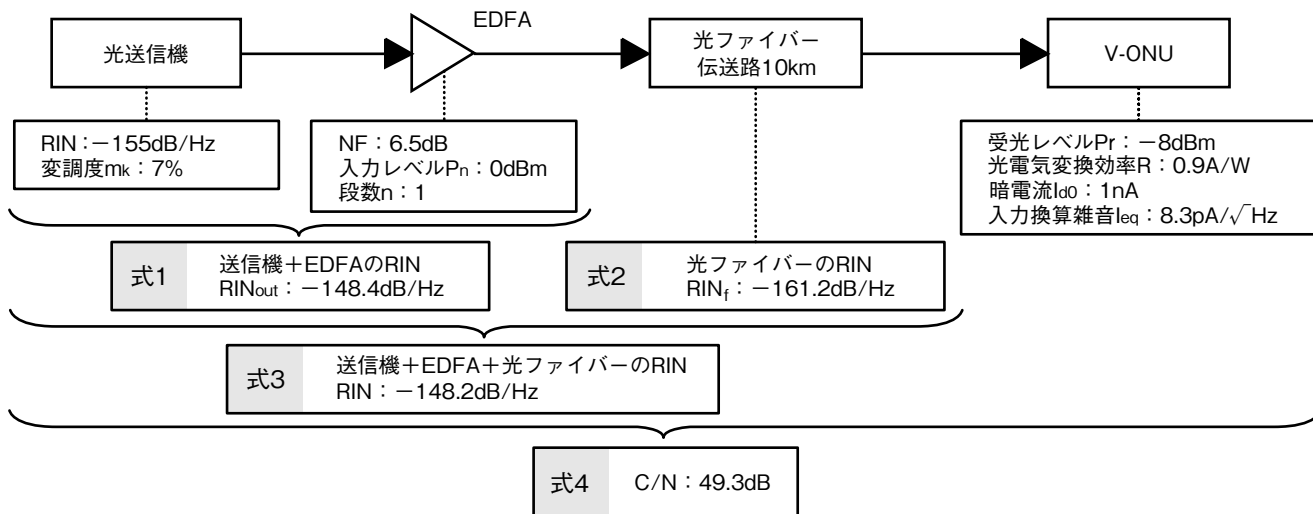 EDFA
光送信機
光ファイバー
伝送路10km
V-ONU
RIN：−155dB/Hz
変調度mk：7%
NF：6.5dB
入力レベルPn：0dBm
段数n：1
受光レベルPr：−8dBm
光電気変換効率R：0.9A/W
暗電流Id0：1nA
入力換算雑音Ieq：8.3pA/√Hz
式1
送信機＋EDFAのRIN
RINout：−148.4dB/Hz
式2
光ファイバーのRIN
RINf：−161.2dB/Hz
式3
送信機＋EDFA＋光ファイバーのRIN
RIN：−148.2dB/Hz
式4
C/N：49.3dB